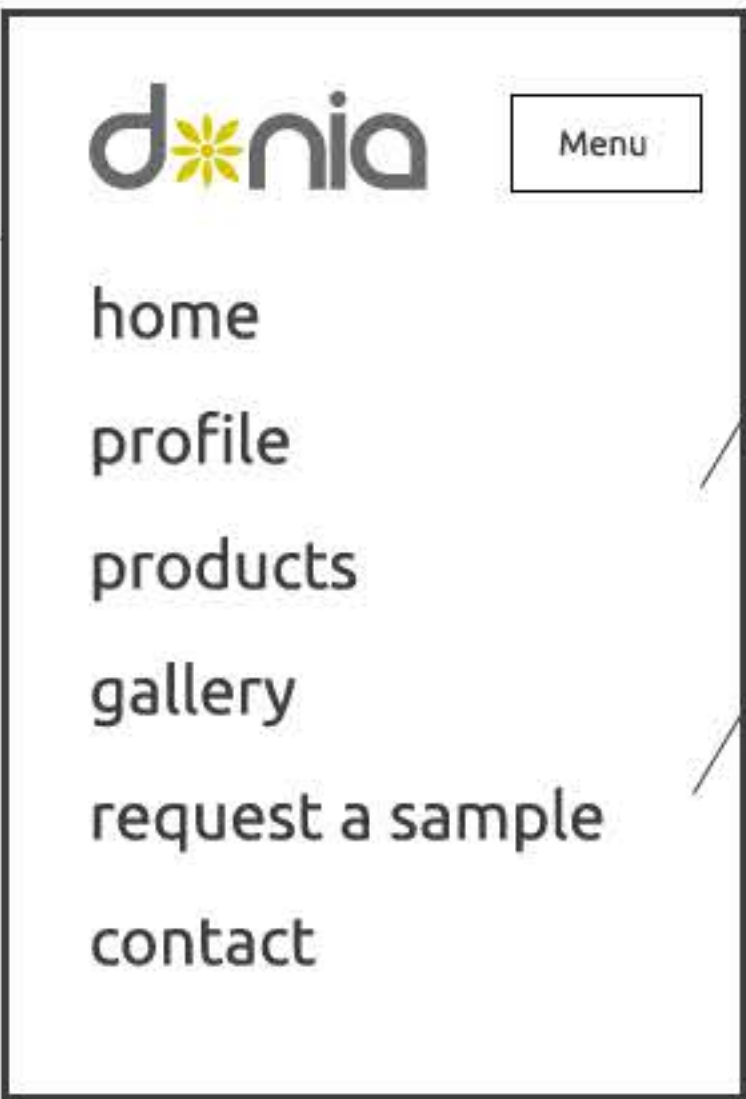 donia
Menu
home
profile
products
gallery
request a sample
contact